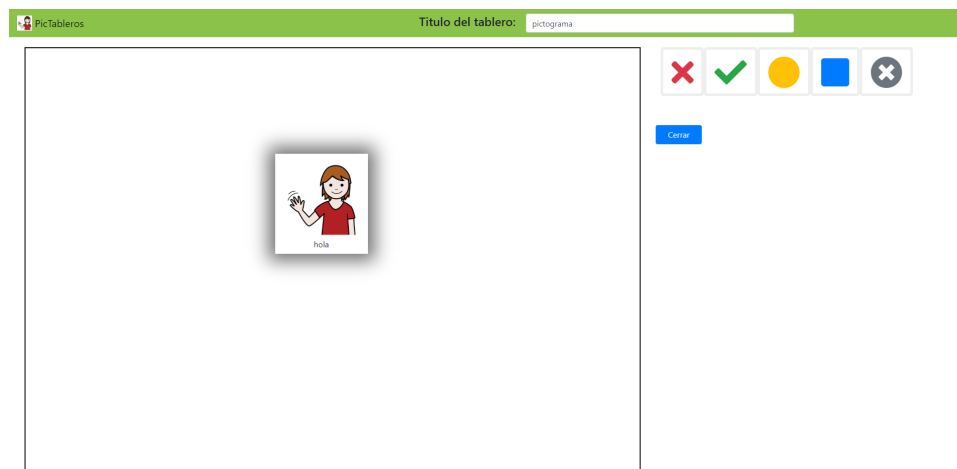 PicTableros
Titulo del tablero:
pictograma
Cerrar
hola